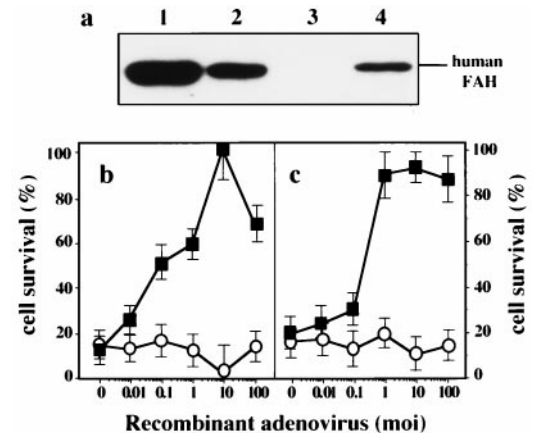 a 1 2 3 4
human
FAH
b
c
100
80
60
40
20
0
cell survival (%)
100
80
60
40
20
0
cell survival (%)
0 0.01 0.1 1 10 100
0 0.01 0.1 1 10 100
Recombinant adenovirus (moi)